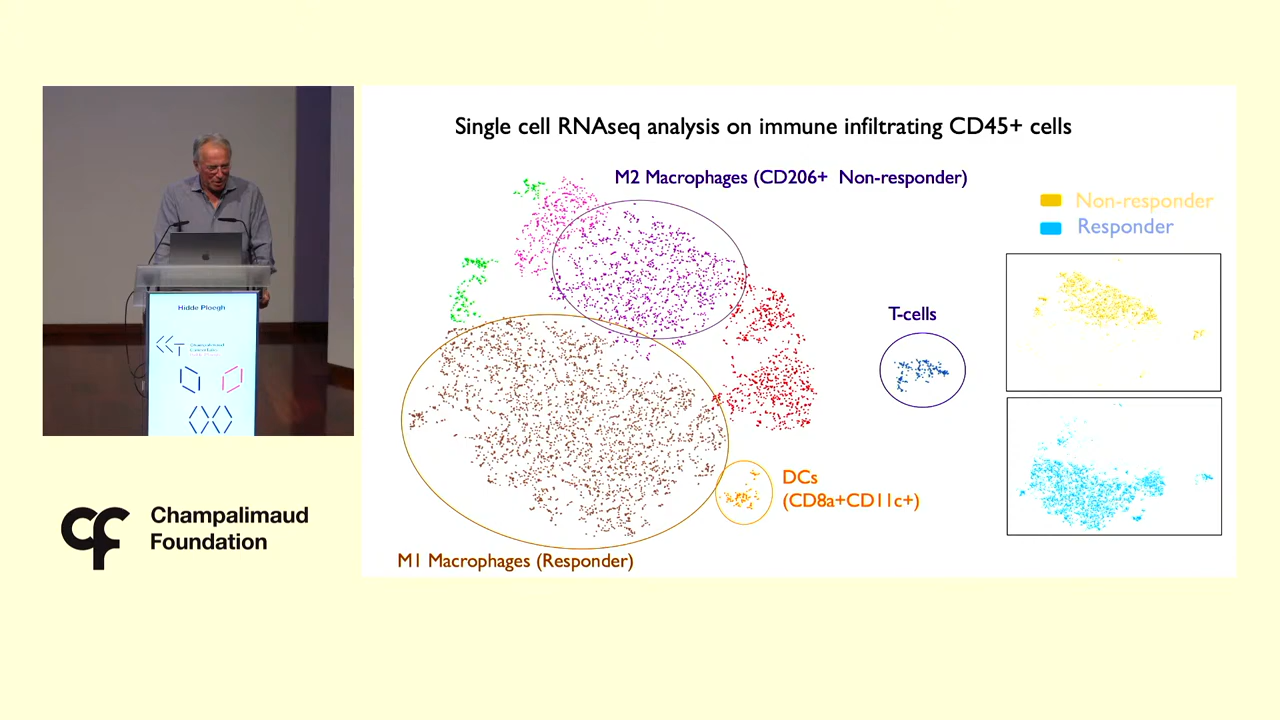 Single cell RNAseq analysis on immune infiltrating CD45+ cells
M2 Macrophages (CD206+ Non-responder)
Non-responder
Responder
T-cells
DCs
(CD8a+CD11c+)
M1 Macrophages (Responder)
Hidde Ploegh
Champalimaud
Foundation